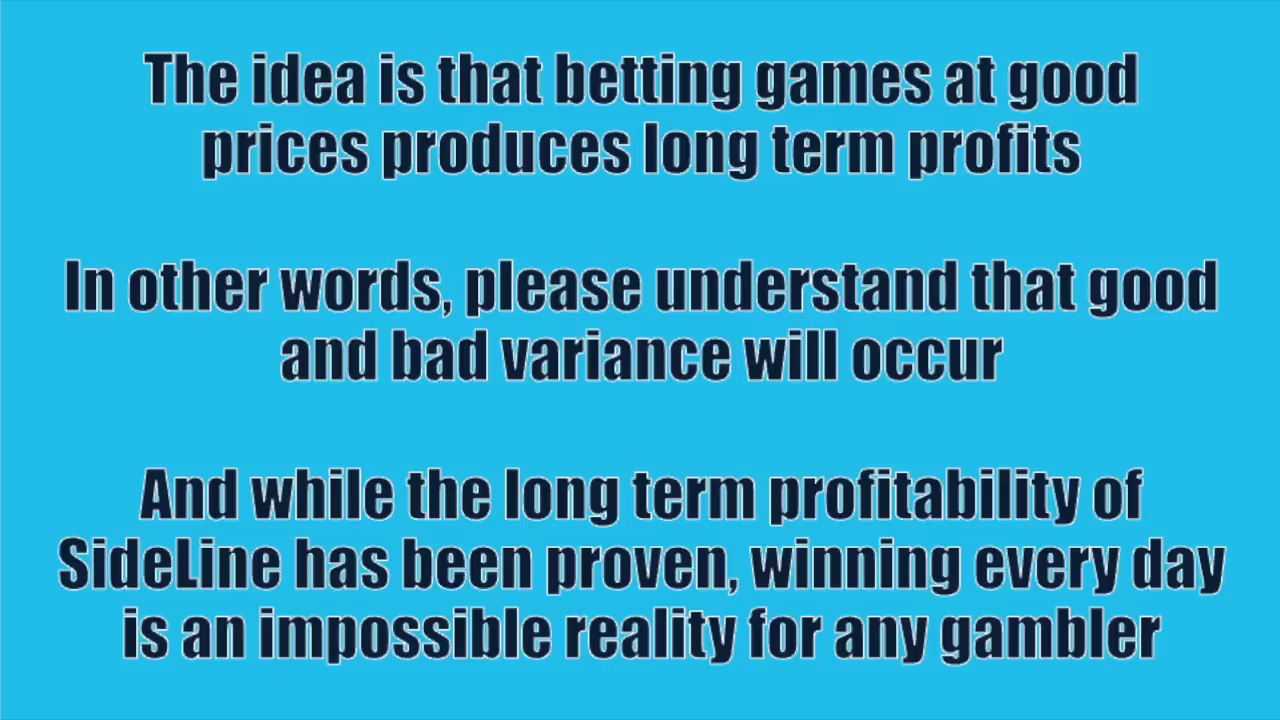 The idea is that betting games at good
prices produces long term profits
In other words, please understand that good
and bad variance will occur
And while the long term profitability of
SideLine has been proven, winning every day
is an impossible reality for any gambler